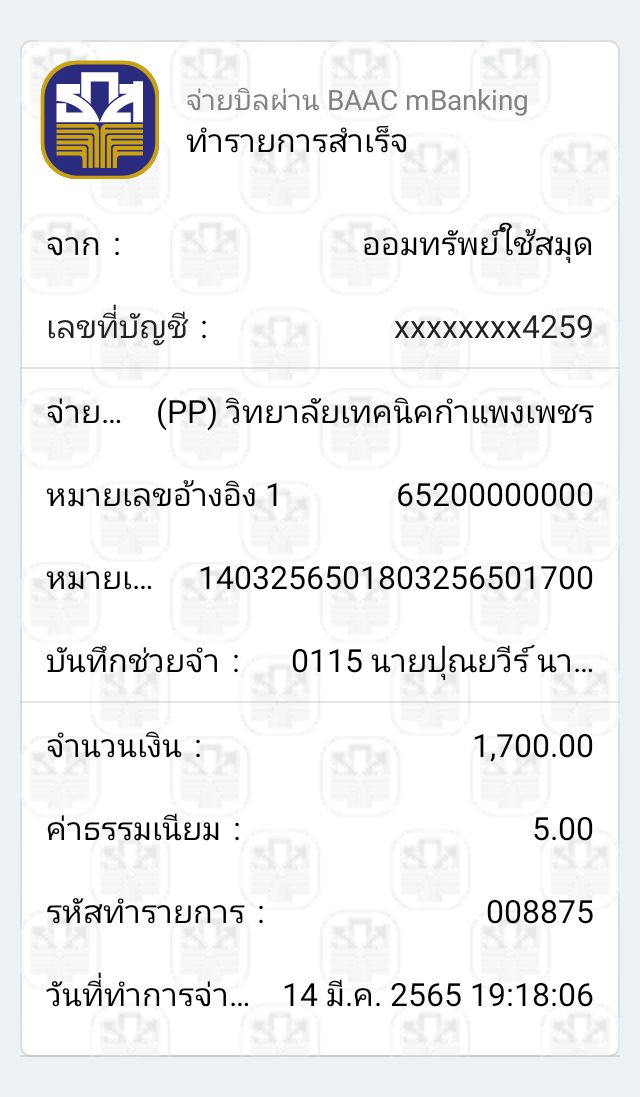 จ่ายบิลผ่าน BAAC mBanking
ทำรายการสำเร็จ
จาก : ออมทรัพย์ใช้สมุด
เลขที่บัญชี : xxxxxxxx4259
จ่าย... (PP) วิทยาลัยเทคนิคกำแพงเพชร
หมายเลขอ้างอิง 1 65200000000
หมายเ... 1403256501803256501700
บันทึกช่วยจำ : 0115 นายปุณยวีร์ นา...
จำนวนเงิน : 1,700.00
ค่าธรรมเนียม : 5.00
รหัสทำรายการ : 008875
วันที่ทำการจ่า... 14 มี.ค. 2565 19:18:06